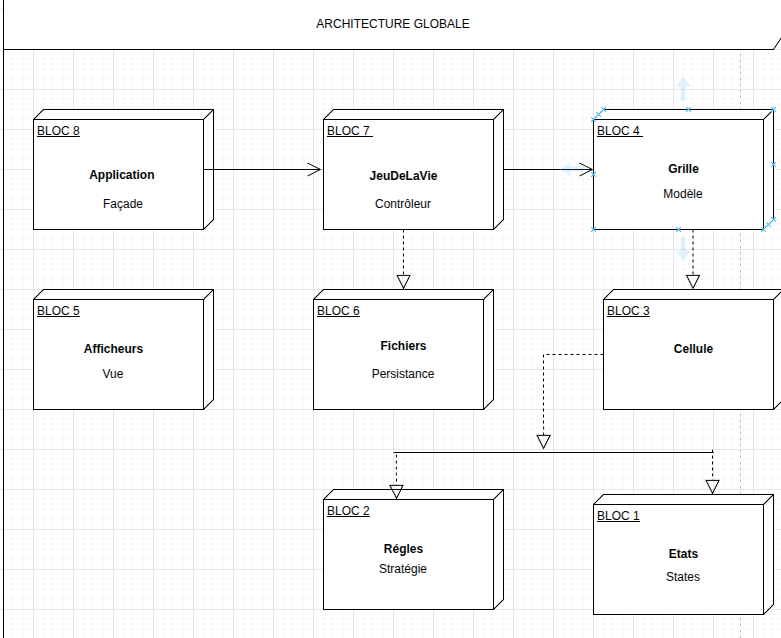 ARCHITECTURE GLOBALE
BLOC 8
Application
Façade
BLOC 7
JeuDeLaVie
Contrôleur
BLOC 4
Grille
Modèle
BLOC 5
Afficheurs
Vue
BLOC 6
Fichiers
Persistance
BLOC 3
Cellule
BLOC 2
Régles
Stratégie
BLOC 1
Etats
States